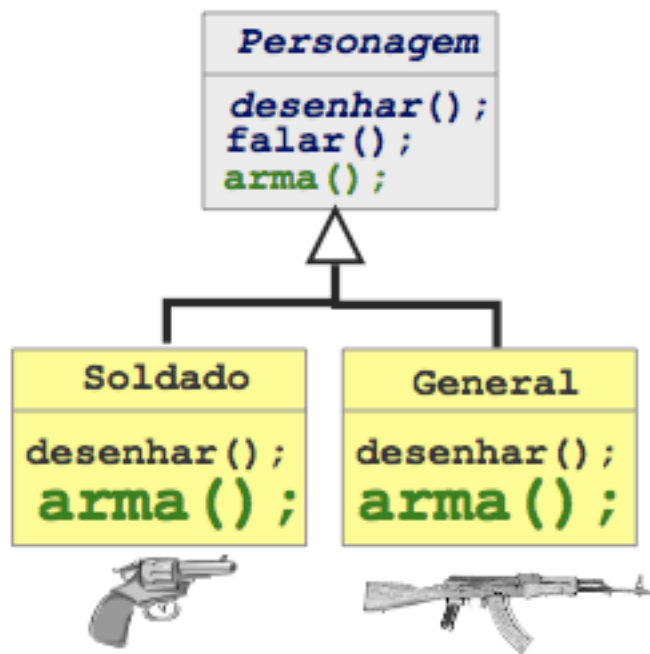 Personagem
desenhar();
falar();
arma();
Soldado
desenhar();
arma();
General
desenhar();
arma();